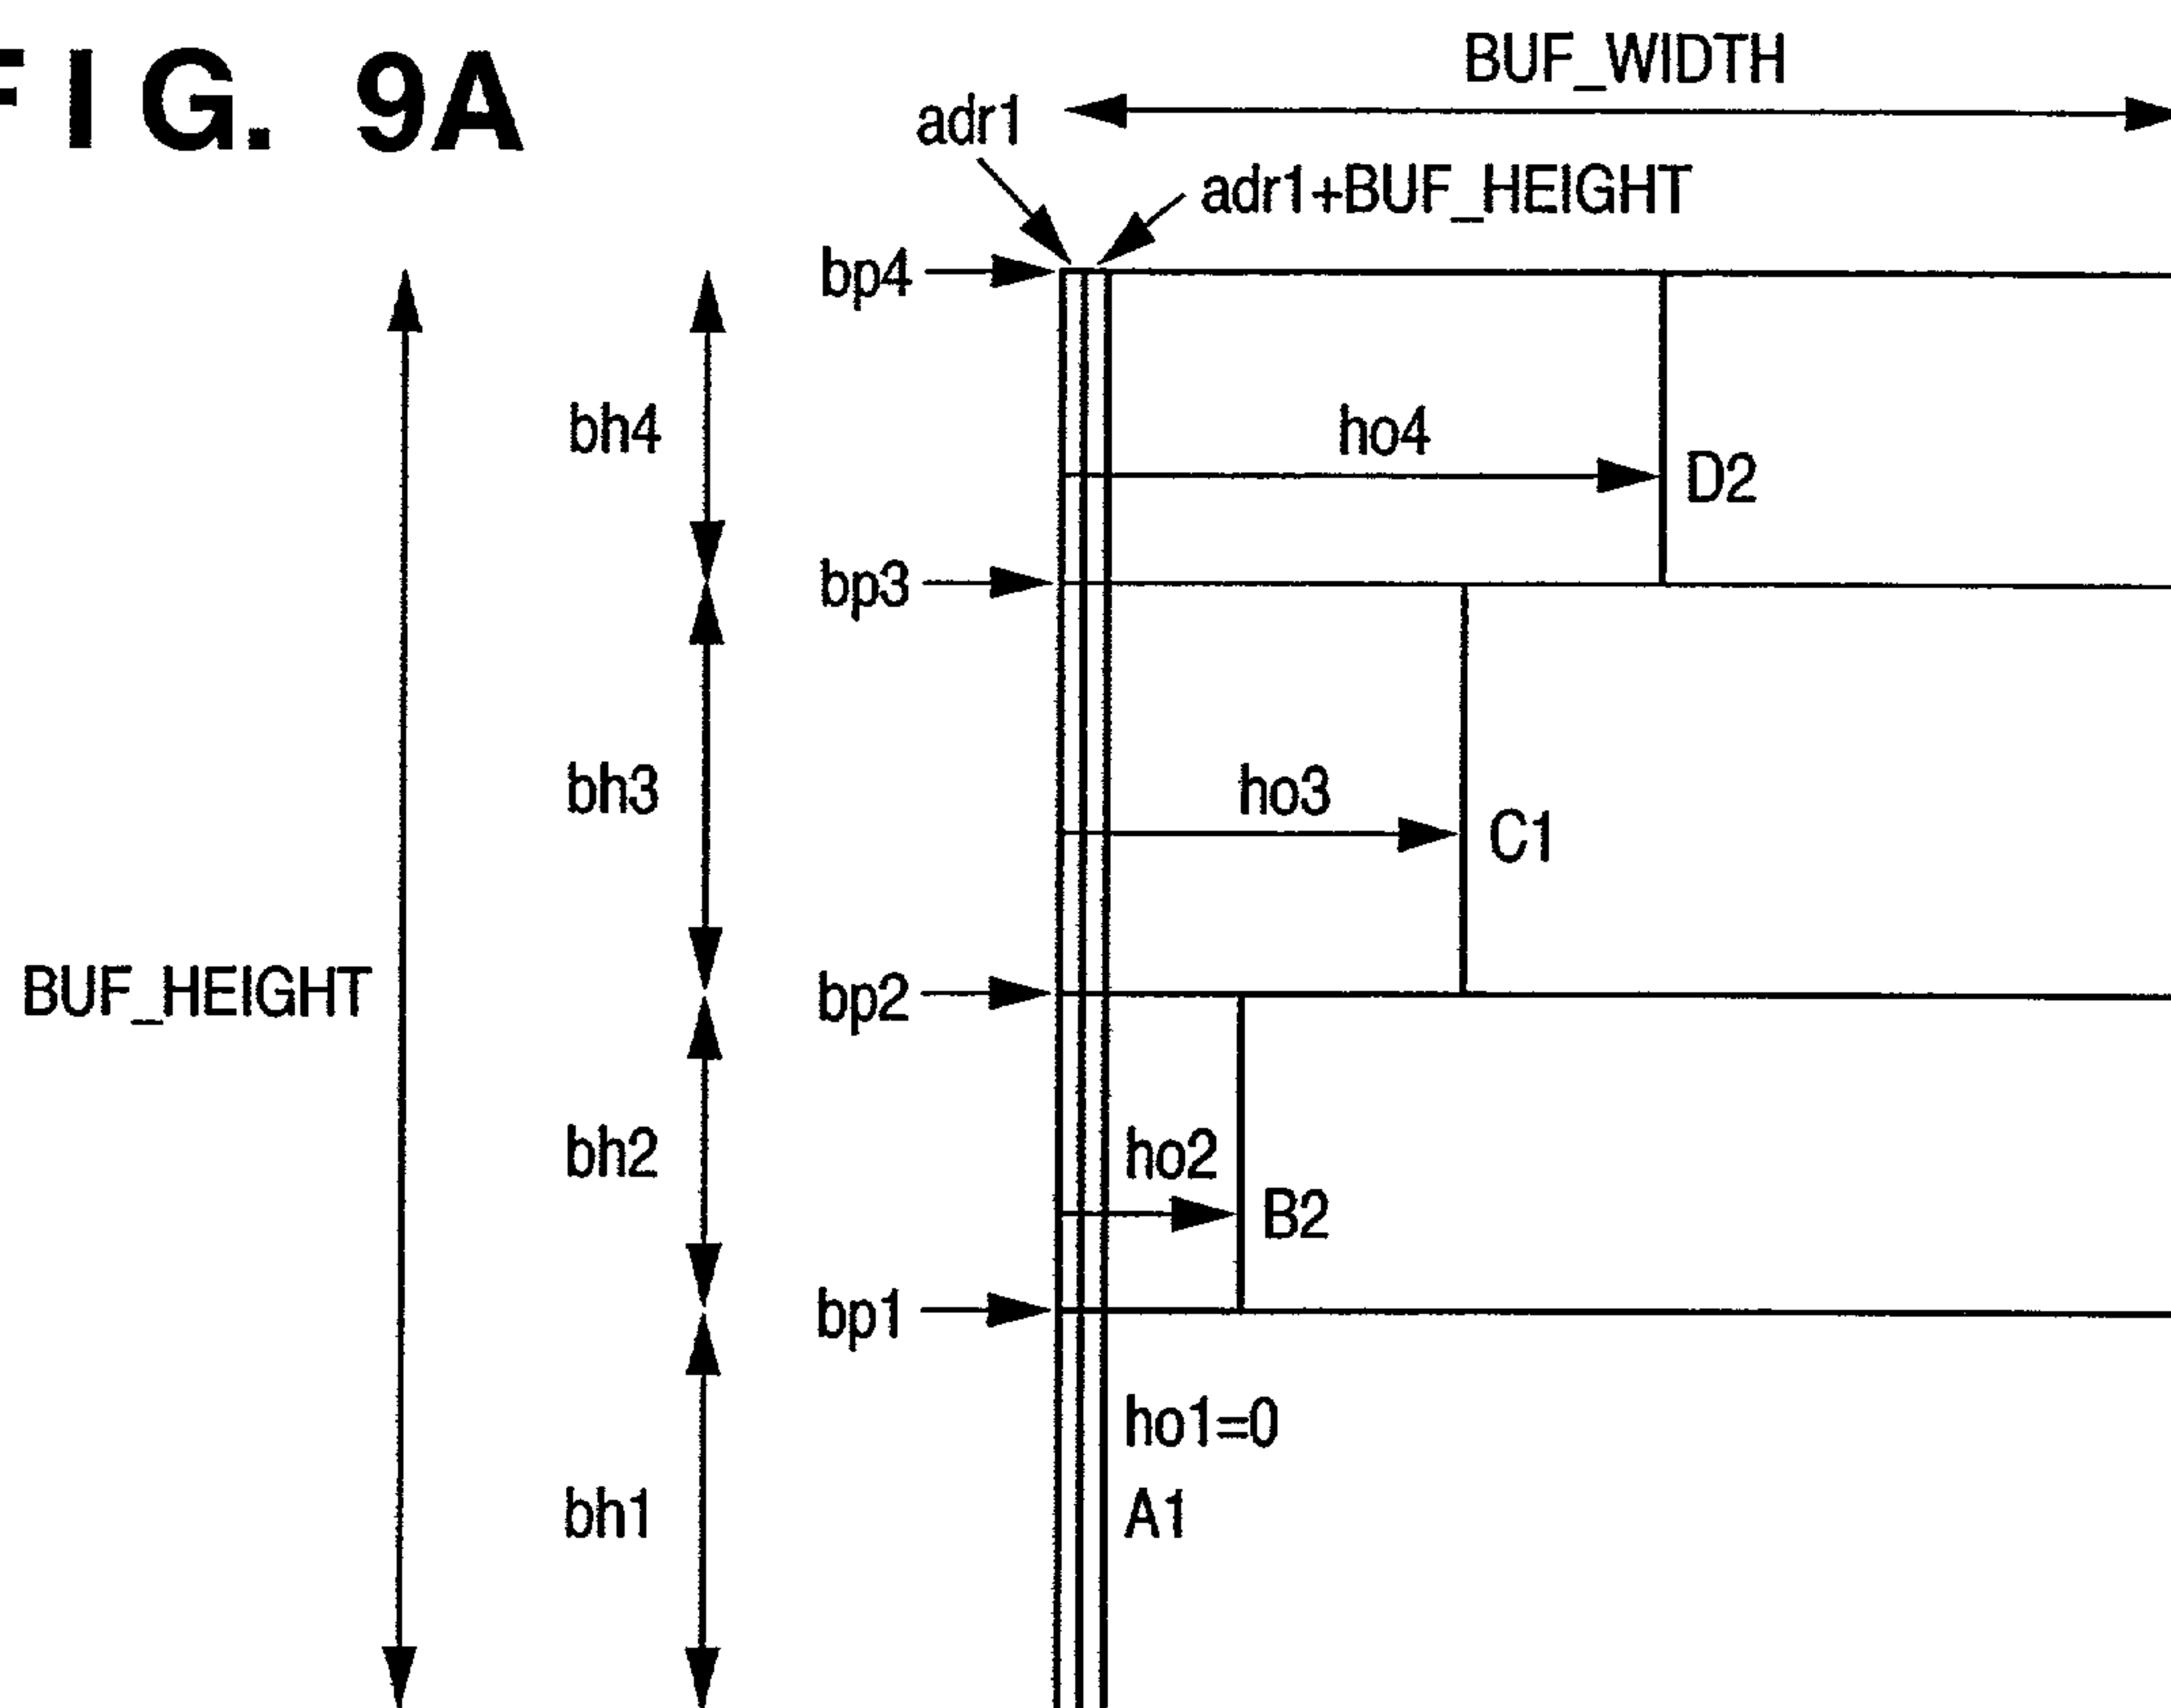 FIG. 9A
BUF_WIDTH
adr1
adr1+BUF_HEIGHT
bp4
bh4
ho4
D2
bp3
bh3
ho3
C1
BUF_HEIGHT
bp2
bh2
ho2
B2
bp1
ho1=0
bh1
A1